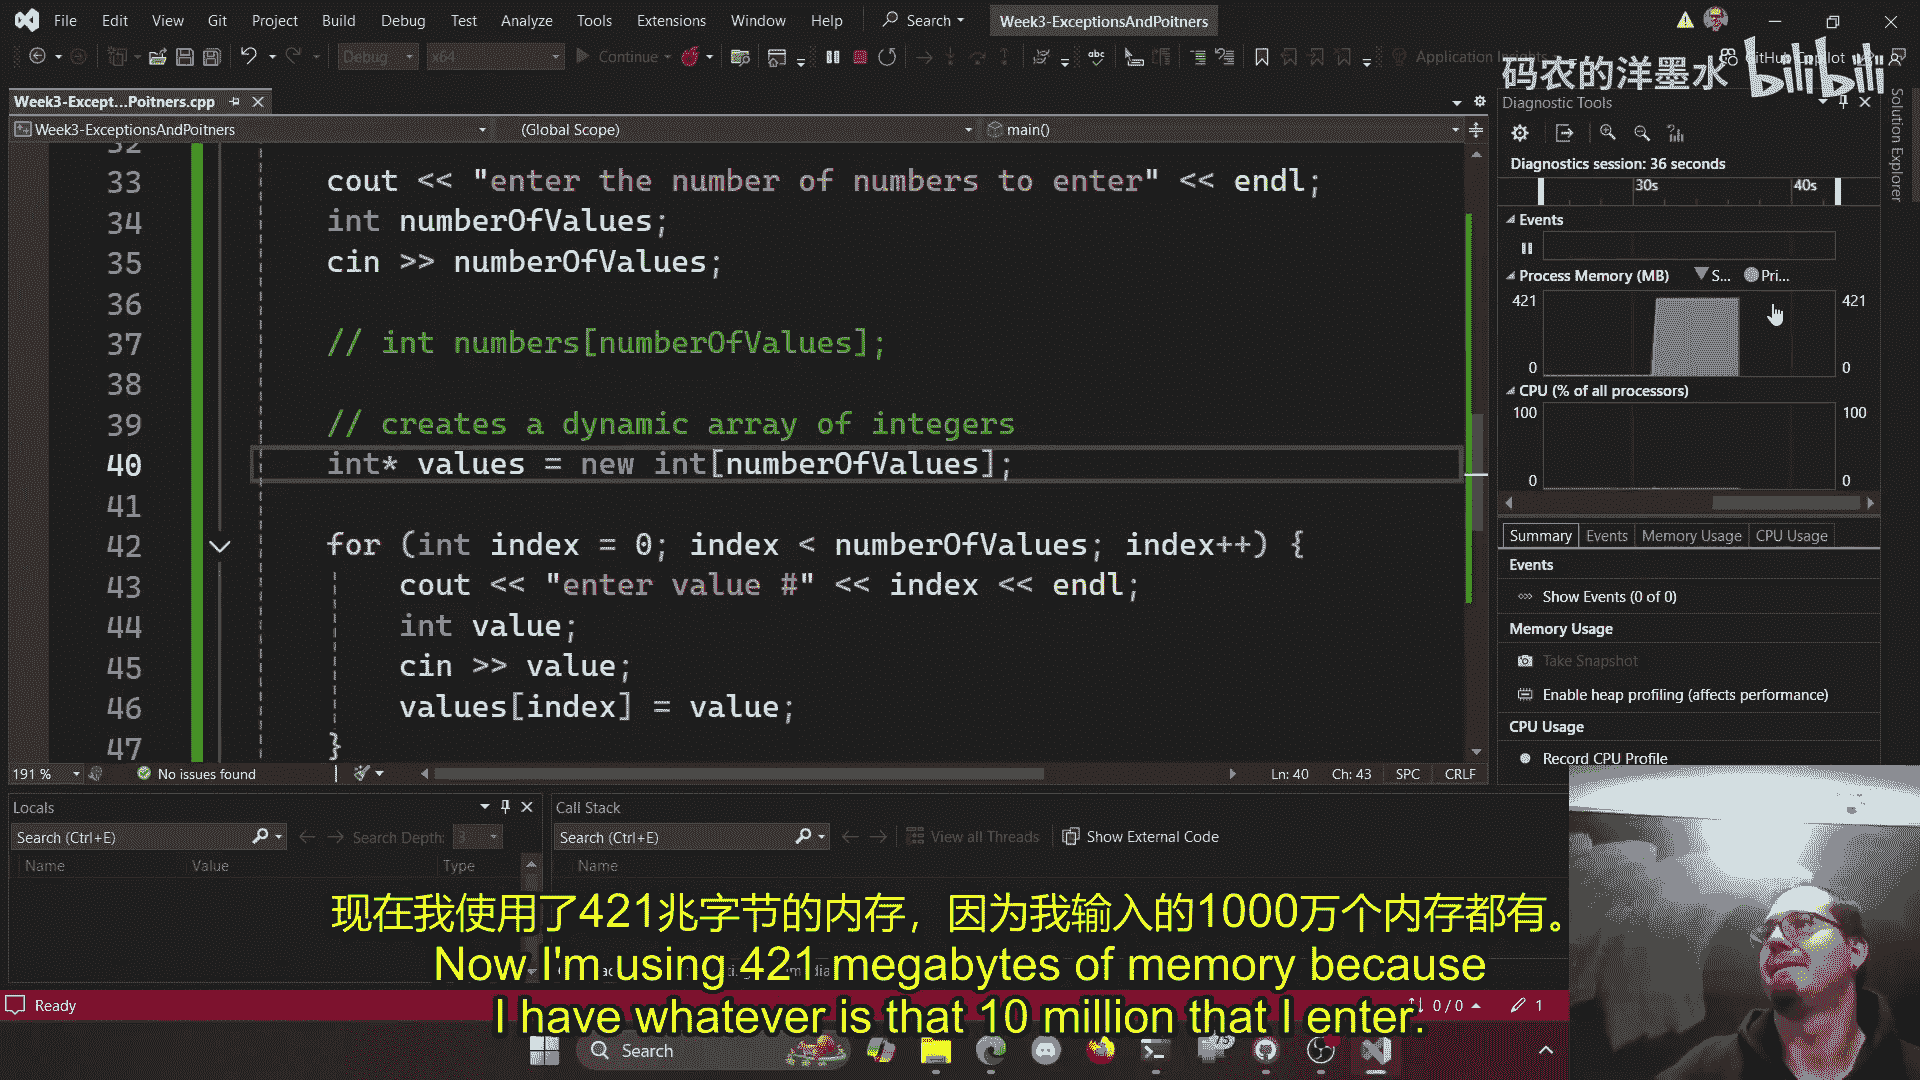 File Edit View Git Project Build Debug Test Analyze Tools Extensions Window Help Search Week3-ExceptionsAndPoitners
Debug x64 Continue Application Insights
码农的洋墨水 bilibili
Week3-Except...Poitners.cpp
Week3-ExceptionsAndPoitners (Global Scope) main()
32
33 cout << "enter the number of numbers to enter" << endl;
34 int numberOfValues;
35 cin >> numberOfValues;
36
37 // int numbers[numberOfValues];
38
39 // creates a dynamic array of integers
40 int* values = new int[numberOfValues];
41
42 for (int index = 0; index < numberOfValues; index++) {
43 cout << "enter value #" << index << endl;
44 int value;
45 cin >> value;
46 values[index] = value;
47 }
191 % No issues found Ln: 40 Ch: 43 SPC CRLF
Diagnostic Tools
Diagnostics session: 36 seconds
30s 40s
Events
Process Memory (MB) S... Pri...
421 421
0 0
CPU (% of all processors)
100 100
0 0
Summary Events Memory Usage CPU Usage
Events
Show Events (0 of 0)
Memory Usage
Take Snapshot
Enable heap profiling (affects performance)
CPU Usage
Record CPU Profile
Solution Explorer
Locals
Search (Ctrl+E) Search Depth: 3
Name Value Type
Call Stack
Search (Ctrl+E) View all Threads Show External Code
Name
现在我使用了421兆字节的内存，因为我输入的1000万个内存都有。
Now I'm using 421 megabytes of memory because
I have whatever is that 10 million that I enter.
Ready 0 / 0 1
Search